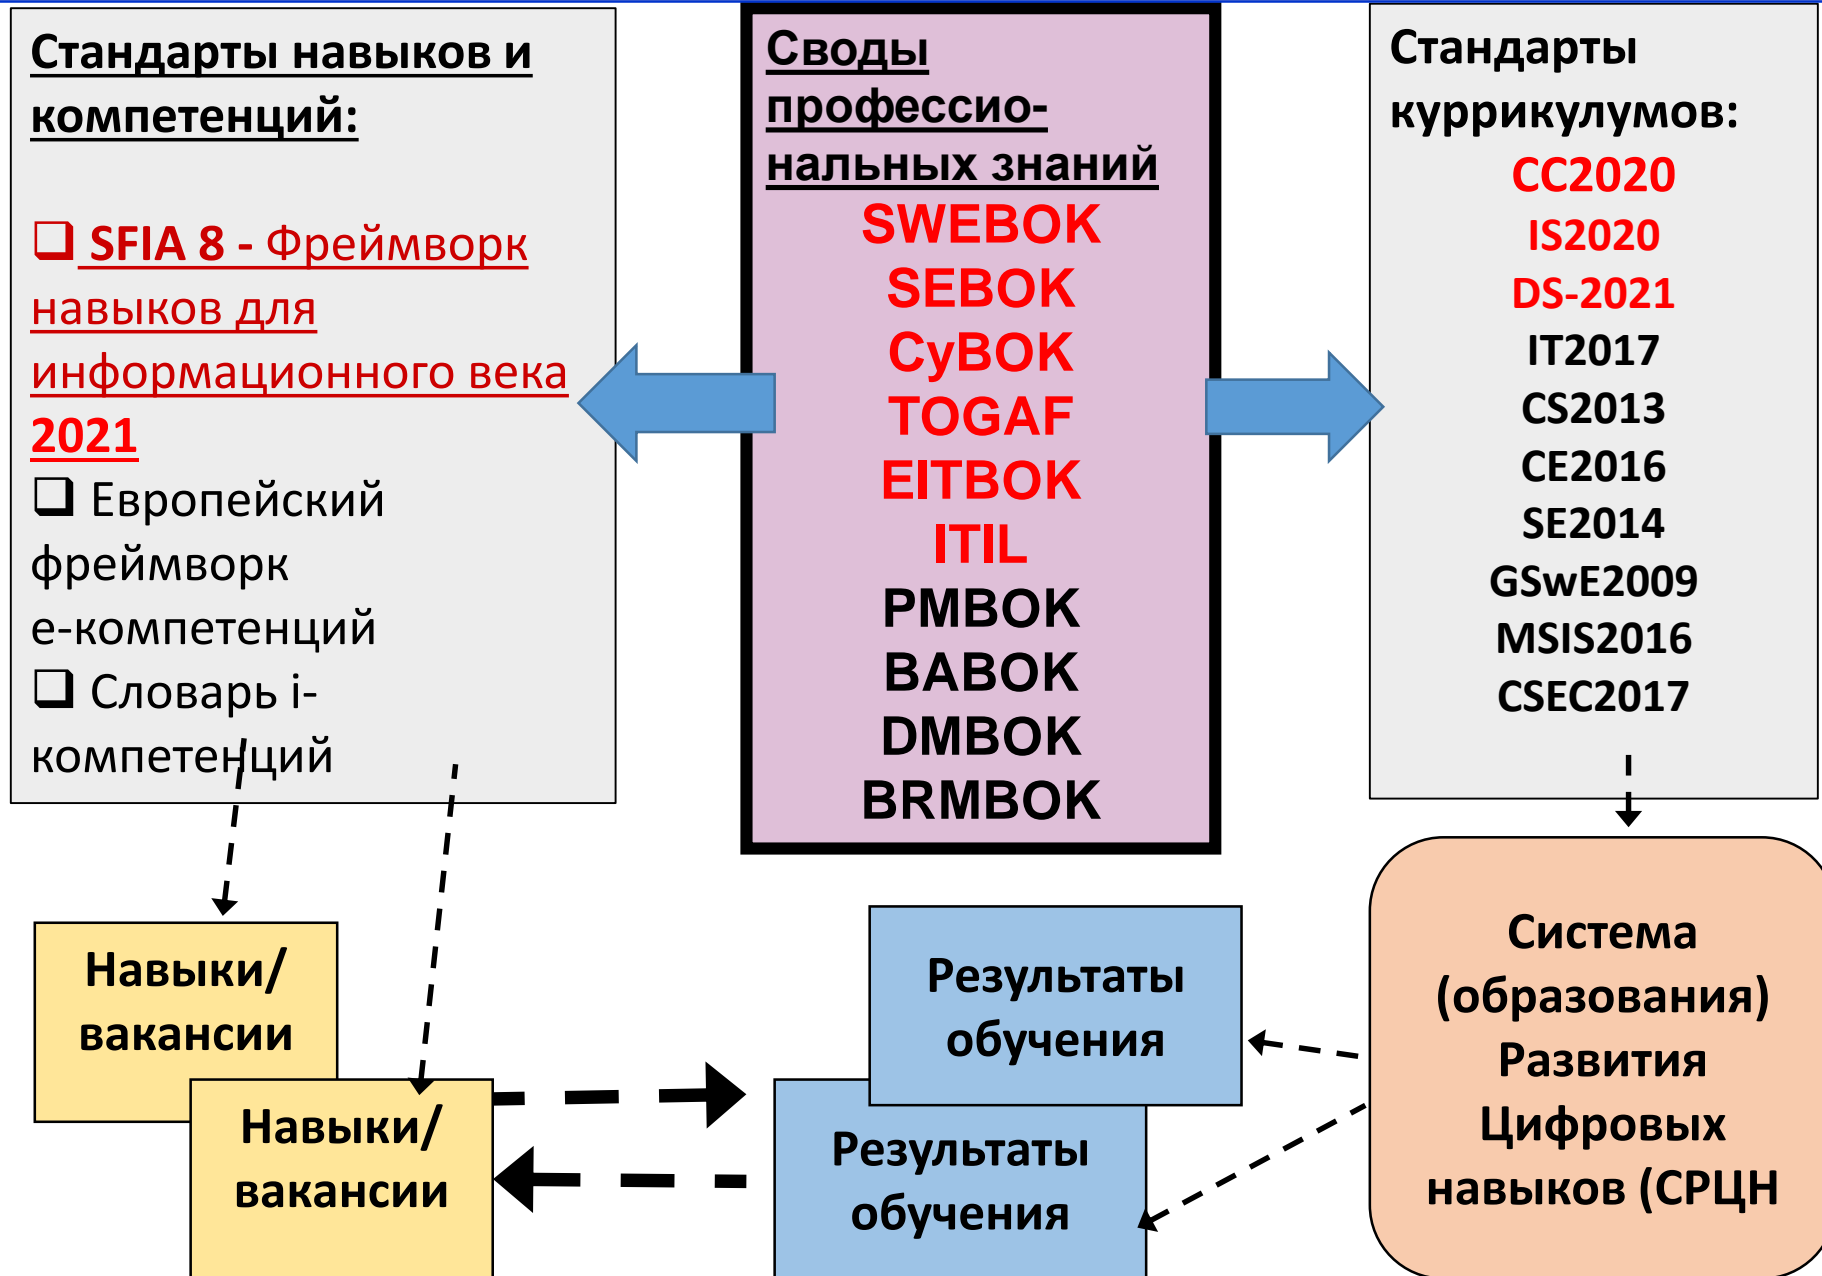 Стандарты навыков и
компетенций:
❑ SFIA 8 - Фреймворк
навыков для
информационного века
2021
❑ Европейский
фреймворк
е-компетенций
❑ Словарь i-
компетенций
Своды
профессио-
нальных знаний
SWEBOK
SEBOK
CyBOK
TOGAF
EITBOK
ITIL
PMBOK
BABOK
DMBOK
BRMBOK
Стандарты
куррикулумов:
CC2020
IS2020
DS-2021
IT2017
CS2013
CE2016
SE2014
GSwE2009
MSIS2016
CSEC2017
Навыки/
вакансии
Навыки/
вакансии
Результаты
обучения
Результаты
обучения
Система
(образования)
Развития
Цифровых
навыков (СРЦН